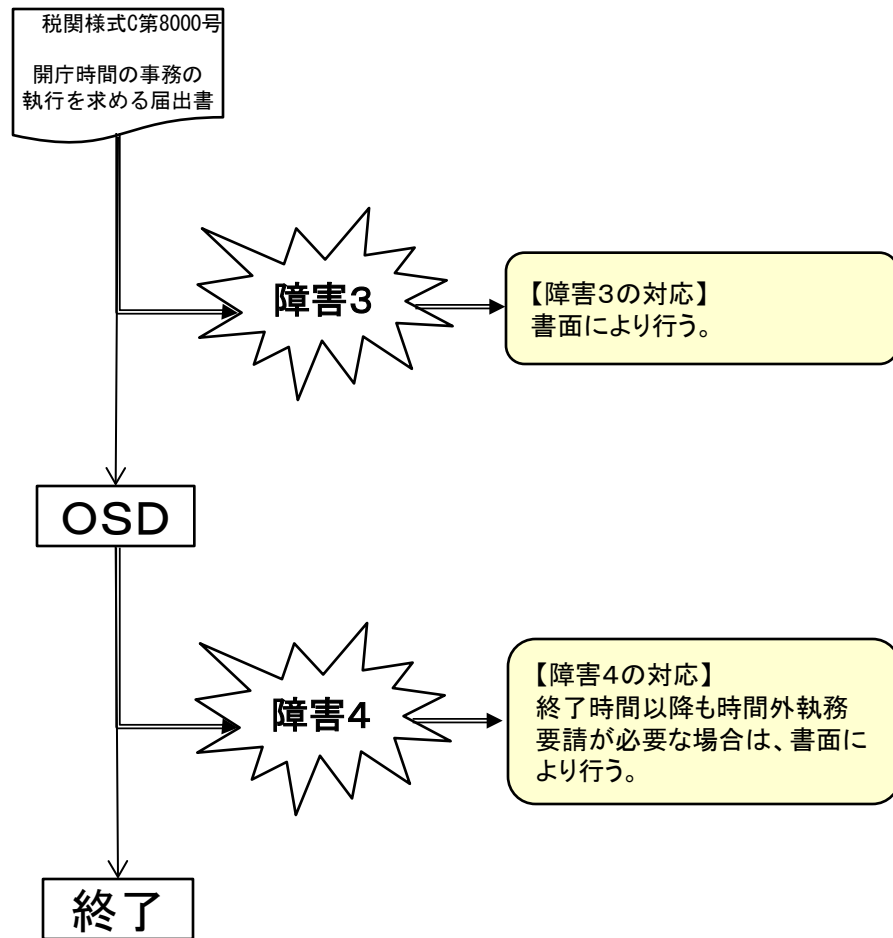 税関様式C第8000号
開庁時間の事務の
執行を求める届出書
障害3
【障害3の対応】
書面により行う。
OSD
障害4
【障害4の対応】
終了時間以降も時間外執務
要請が必要な場合は、書面に
より行う。
終了